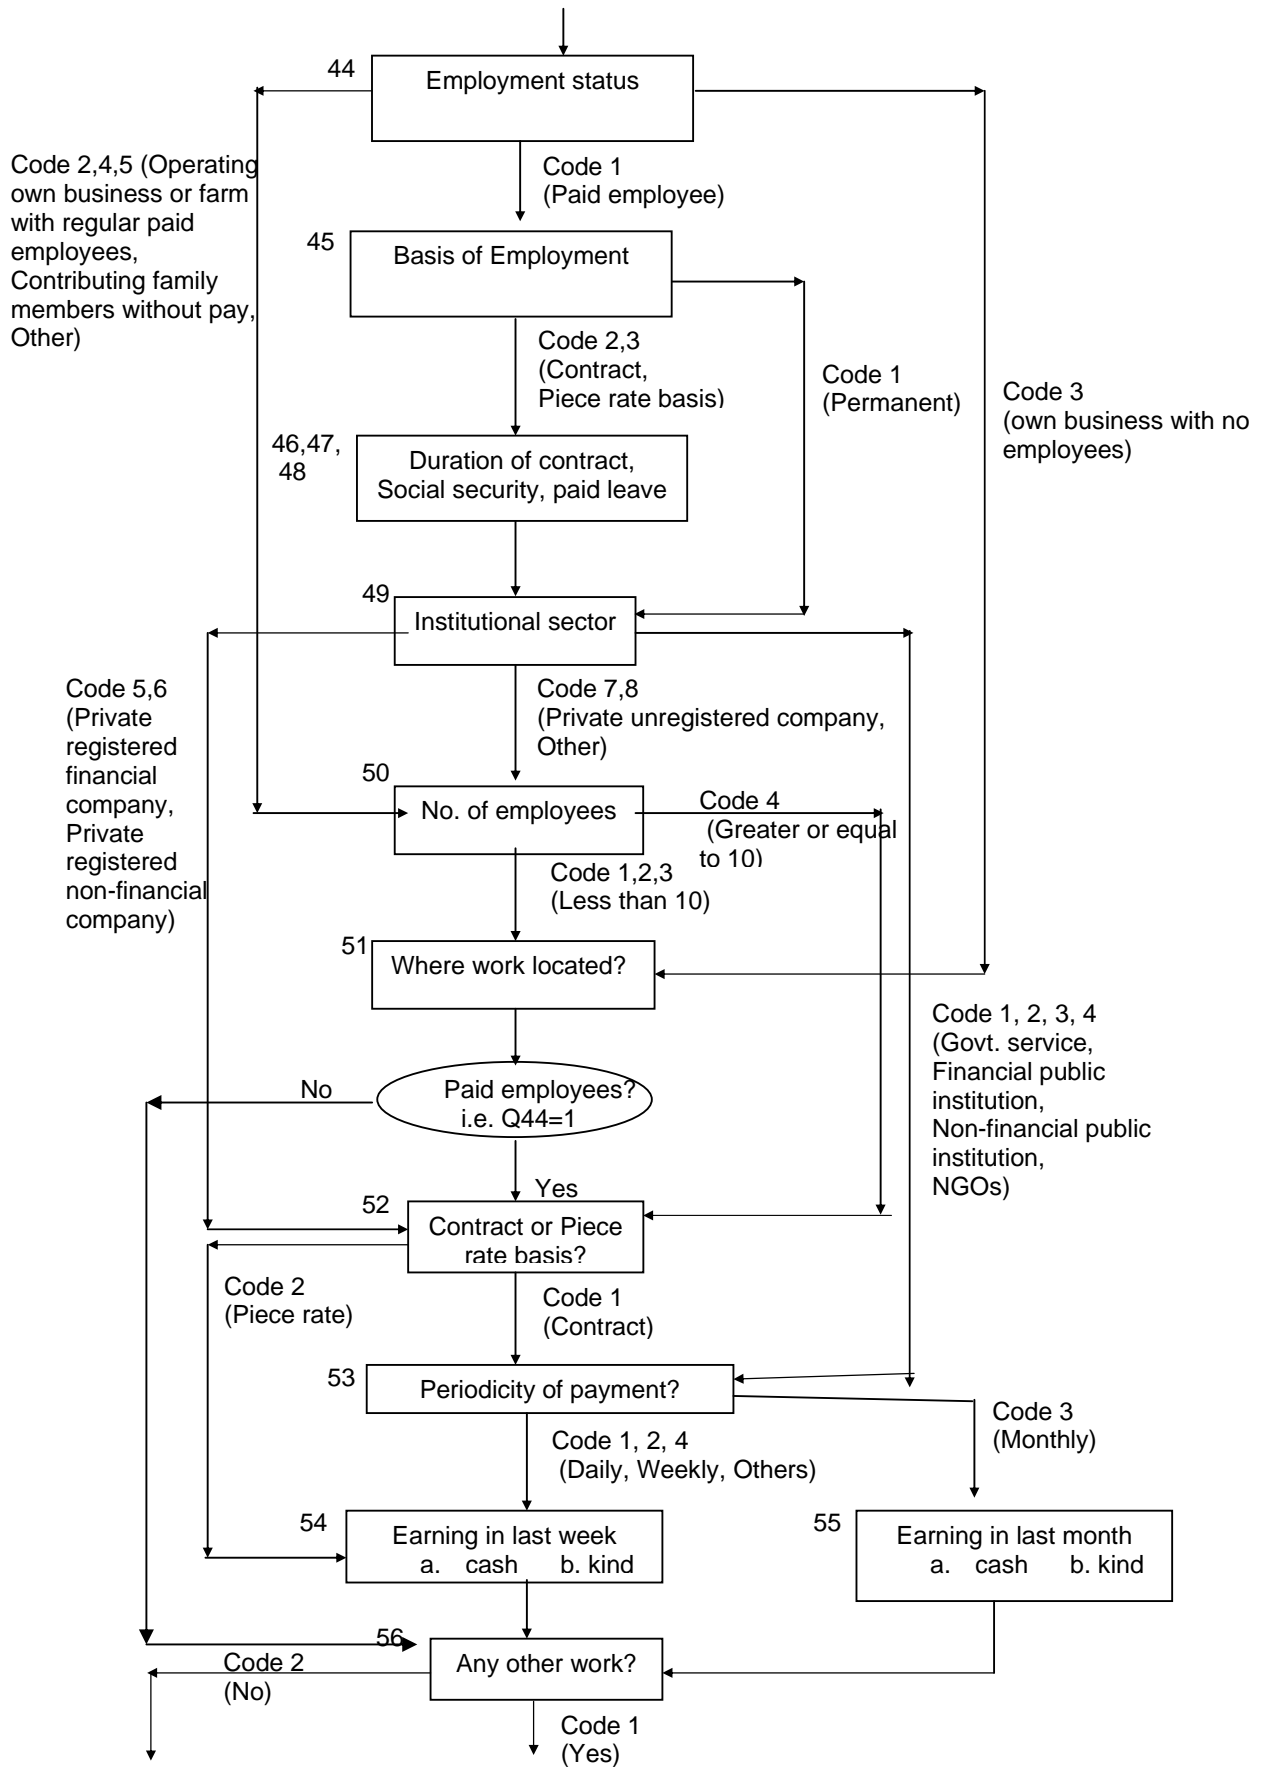 44
Employment status
Code 2,4,5 (Operating
own business or farm
with regular paid
employees,
Contributing family
members without pay,
Other)
Code 1
(Paid employee)
45
Basis of Employment
Code 2,3
(Contract,
Piece rate basis)
Code 1
(Permanent)
Code 3
(own business with no
employees)
46,47,
48
Duration of contract,
Social security, paid leave
49
Institutional sector
Code 5,6
(Private
registered
financial
company,
Private
registered
non-financial
company)
Code 7,8
(Private unregistered company,
Other)
50
No. of employees
Code 4
(Greater or equal
to 10)
Code 1,2,3
(Less than 10)
51
Where work located?
Code 1, 2, 3, 4
(Govt. service,
Financial public
institution,
Non-financial public
institution,
NGOs)
No
Paid employees?
i.e. Q44=1
Yes
52
Contract or Piece
rate basis?
Code 2
(Piece rate)
Code 1
(Contract)
53
Periodicity of payment?
Code 3
(Monthly)
Code 1, 2, 4
(Daily, Weekly, Others)
54
Earning in last week
a. cash b. kind
55
Earning in last month
a. cash b. kind
56
Any other work?
Code 2
(No)
Code 1
(Yes)